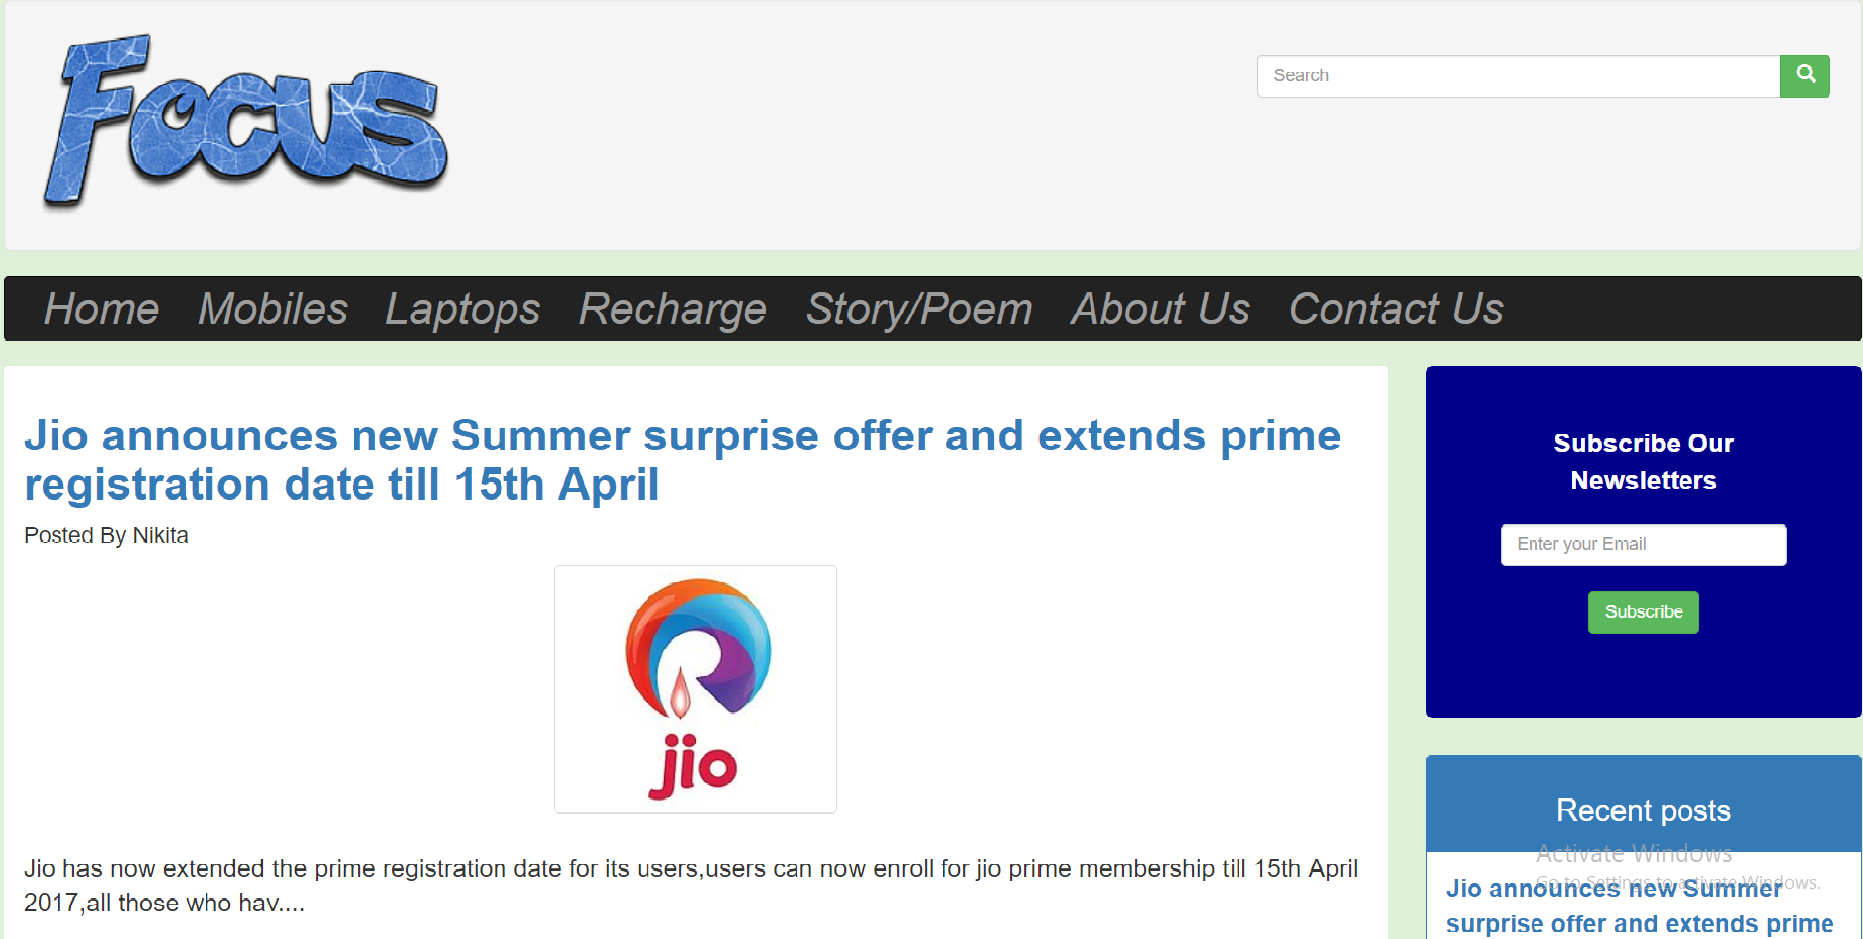 Focus
Search
Home Mobiles Laptops Recharge Story/Poem About Us Contact Us
Jio announces new Summer surprise offer and extends prime
registration date till 15th April
Posted By Nikita
jio
Jio has now extended the prime registration date for its users,users can now enroll for jio prime membership till 15th April
2017,all those who hav....
Subscribe Our
Newsletters
Enter your Email
Subscribe
Recent posts
Activate Windows
Go to Settings to activate Windows.
Jio announces new Summer
surprise offer and extends prime